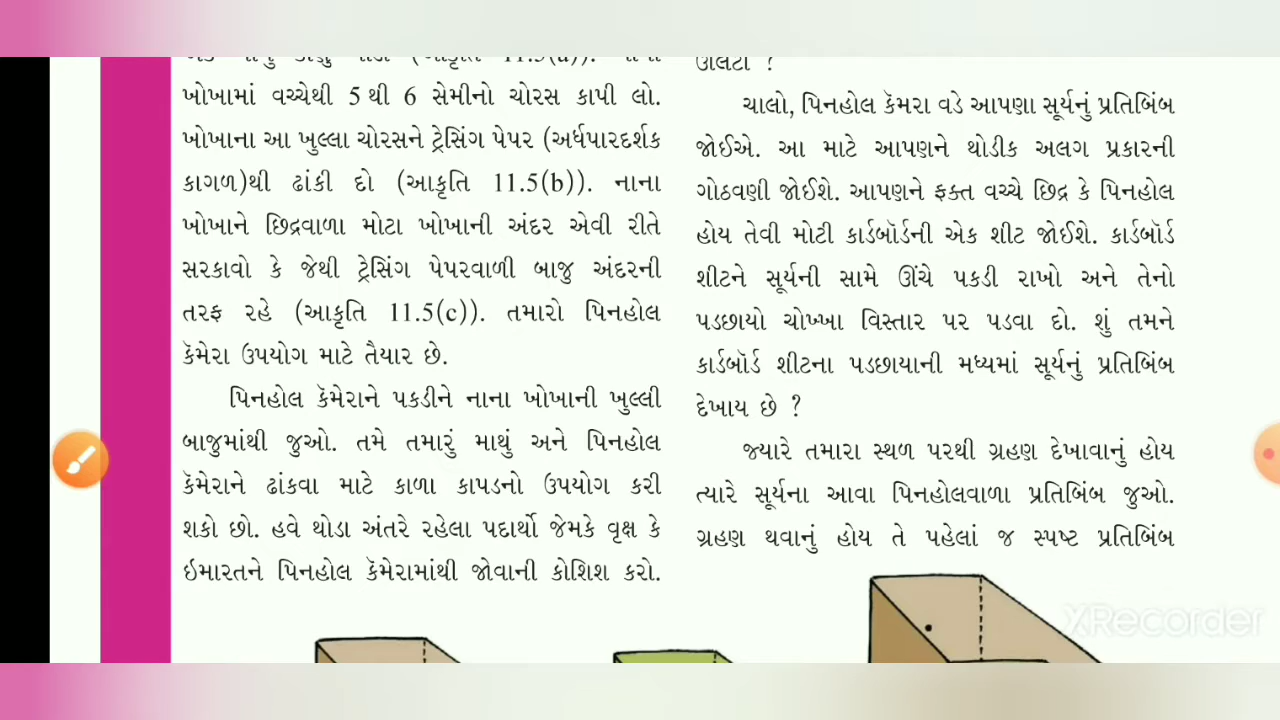 ખોખામાં વચ્ચેથી 5 થી 6 સેમીનો ચોરસ કાપી લો.
ખોખાના આ ખુલ્લા ચોરસને ટ્રેસિંગ પેપર (અર્ધપારદર્શક
કાગળ)થી ઢાંકી દો (આકૃતિ 11.5(b)). નાના
ખોખાને છિદ્રવાળા મોટા ખોખાની અંદર એવી રીતે
સરકાવો કે જેથી ટ્રેસિંગ પેપરવાળી બાજુ અંદરની
તરફ રહે (આકૃતિ 11.5(c)). તમારો પિનહોલ
કૅમેરા ઉપયોગ માટે તૈયાર છે.
પિનહોલ કૅમેરાને પકડીને નાના ખોખાની ખુલ્લી
બાજુમાંથી જુઓ. તમે તમારું માથું અને પિનહોલ
કૅમેરાને ઢાંકવા માટે કાળા કાપડનો ઉપયોગ કરી
શકો છો. હવે થોડા અંતરે રહેલા પદાર્થો જેમકે વૃક્ષ કે
ઇમારતને પિનહોલ કૅમેરામાંથી જોવાની કોશિશ કરો.
ચાલો, પિનહોલ કૅમરા વડે આપણા સૂર્યનું પ્રતિબિંબ
જોઈએ. આ માટે આપણને થોડીક અલગ પ્રકારની
ગોઠવણી જોઈશે. આપણને ફક્ત વચ્ચે છિદ્ર કે પિનહોલ
હોય તેવી મોટી કાર્ડબૉર્ડની એક શીટ જોઈશે. કાર્ડબૉર્ડ
શીટને સૂર્યની સામે ઊંચે પકડી રાખો અને તેનો
પડછાયો ચોખ્ખા વિસ્તાર પર પડવા દો. શું તમને
કાર્ડબૉર્ડ શીટના પડછાયાની મધ્યમાં સૂર્યનું પ્રતિબિંબ
દેખાય છે ?
જ્યારે તમારા સ્થળ પરથી ગ્રહણ દેખાવાનું હોય
ત્યારે સૂર્યના આવા પિનહોલવાળા પ્રતિબિંબ જુઓ.
ગ્રહણ થવાનું હોય તે પહેલાં જ સ્પષ્ટ પ્રતિબિંબ
XRecorder